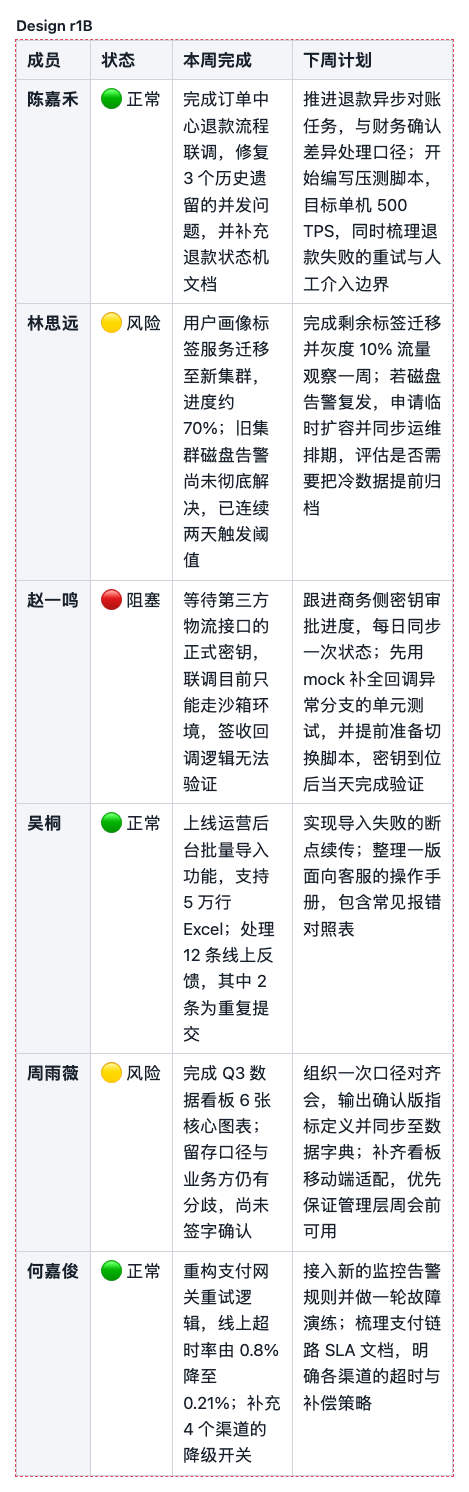 Design r1B
成员 状态 本周完成 下周计划
陈嘉禾
正常
完成订单中
心退款流程
联调，修复
3 个历史遗
留的并发问
题，并补充
退款状态机
文档
推进退款异步对账
任务，与财务确认
差异处理口径；开
始编写压测脚本，
目标单机 500
TPS，同时梳理退
款失败的重试与人
工介入边界
林思远
风险
用户画像标
签服务迁移
至新集群，
进度约
70%；旧集
群磁盘告警
尚未彻底解
决，已连续
两天触发阈
值
完成剩余标签迁移
并灰度 10% 流量
观察一周；若磁盘
告警复发，申请临
时扩容并同步运维
排期，评估是否需
要把冷数据提前归
档
赵一鸣
阻塞
等待第三方
物流接口的
正式密钥，
联调目前只
能走沙箱环
境，签收回
调逻辑无法
验证
跟进商务侧密钥审
批进度，每日同步
一次状态；先用
mock 补全回调异
常分支的单元测
试，并提前准备切
换脚本，密钥到位
后当天完成验证
吴桐
正常
上线运营后
台批量导入
功能，支持
5 万行
Excel；处理
12 条线上反
馈，其中 2
条为重复提
交
实现导入失败的断
点续传；整理一版
面向客服的操作手
册，包含常见报错
对照表
周雨薇
风险
完成 Q3 数
据看板 6 张
核心图表；
留存口径与
业务方仍有
分歧，尚未
签字确认
组织一次口径对齐
会，输出确认版指
标定义并同步至数
据字典；补齐看板
移动端适配，优先
保证管理层周会前
可用
何嘉俊
正常
重构支付网
关重试逻
辑，线上超
时率由 0.8%
降至
0.21%；补充
4 个渠道的
降级开关
接入新的监控告警
规则并做一轮故障
演练；梳理支付链
路 SLA 文档，明
确各渠道的超时与
补偿策略